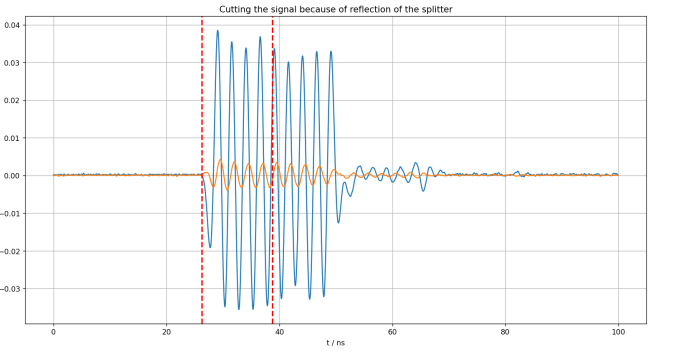 Cutting the signal because of reflection of the splitter
0.04
0.03
0.02
0.01
0.00
−0.01
−0.02
−0.03
0 20 40 60 80 100
t / ns